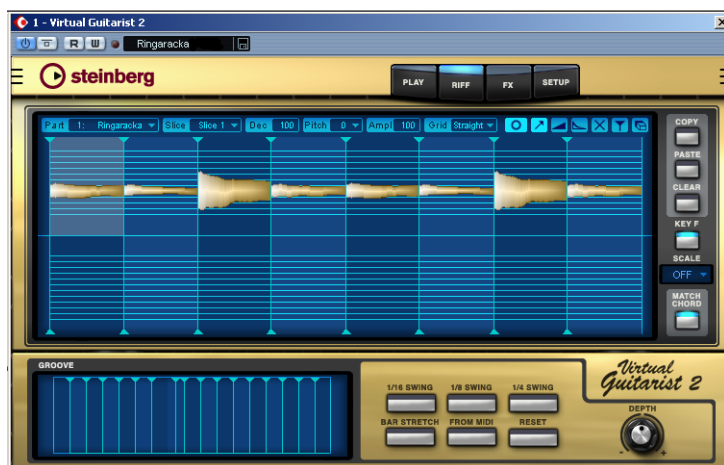 1 - Virtual Guitarist 2
R W Ringaracka
steinberg
PLAY RIFF FX SETUP
Part 1: Ringaracka Slice Slice 1 Dec 100 Pitch 0 Ampl 100 Grid Straight
COPY
PASTE
CLEAR
KEY F
SCALE
OFF
MATCH
CHORD
GROOVE
1/16 SWING 1/8 SWING 1/4 SWING
BAR STRETCH FROM MIDI RESET
Virtual
Guitarist 2
DEPTH
- +